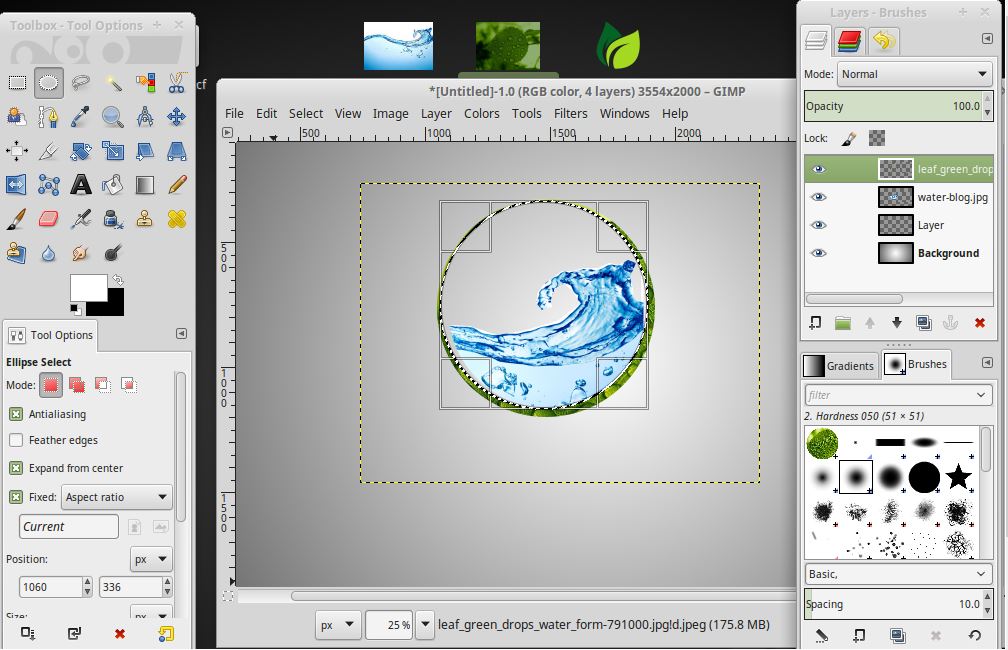 Toolbox - Tool Options
cf
*[Untitled]-1.0 (RGB color, 4 layers) 3554x2000 – GIMP
File Edit Select View Image Layer Colors Tools Filters Windows Help
500 1000 1500 2000
500
1000
1500
Tool Options
Ellipse Select
Mode:
Antialiasing
Feather edges
Expand from center
Fixed: Aspect ratio
Current
Position: px
1060 336
Size: px
px 25 % leaf_green_drops_water_form-791000.jpg!d.jpeg (175.8 MB)
Layers - Brushes
Mode: Normal
Opacity 100.0
Lock:
leaf_green_drop
water-blog.jpg
Layer
Background
Gradients Brushes
filter
2. Hardness 050 (51 × 51)
Basic,
Spacing 10.0